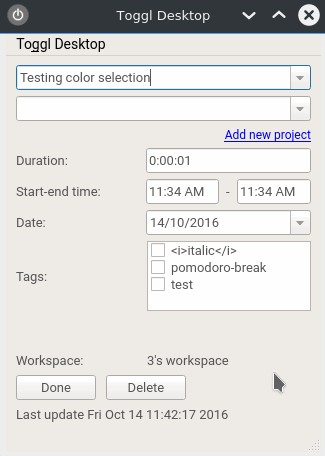 Toggl Desktop
Toggl Desktop
Testing color selection
Add new project
Duration: 0:00:01
Start-end time: 11:34 AM - 11:34 AM
Date: 14/10/2016
Tags:
<i>italic</i>
pomodoro-break
test
Workspace: 3's workspace
Done Delete
Last update Fri Oct 14 11:42:17 2016